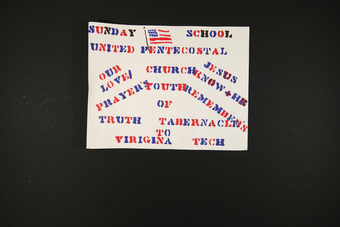 SUNDAY SCHOOL
UNITED PENTECOSTAL
OUR
LOVE/
PRAYERS
CHURCH
YOUTH
OF
JESUS
KNOW + HE
REMEMBERS
TRUTH TABERNACLE
TO
VIRIGINA TECH